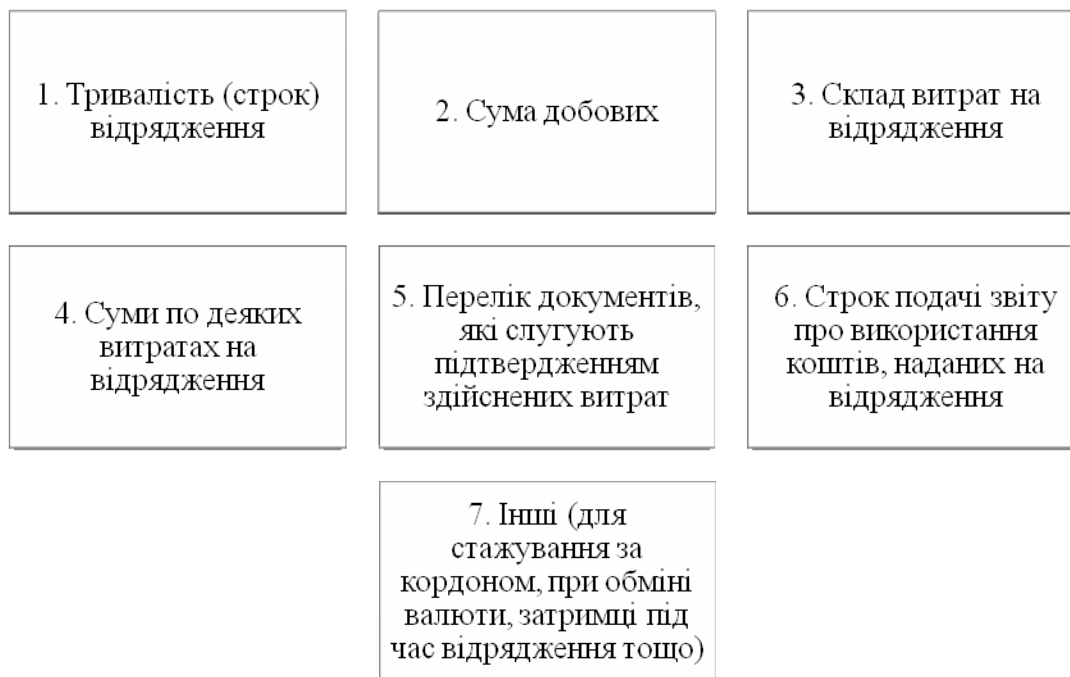 1. Тривалість (строк)
відрядження
2. Сума добових
3. Склад витрат на
відрядження
4. Суми по деяких
витратах на
відрядження
5. Перелік документів,
які слугують
підтвердженням
здійснених витрат
6. Строк подачі звіту
про використання
коштів, наданих на
відрядження
7. Інші (для
стажування за
кордоном, при обміні
валюти, затримці під
час відрядження тощо)